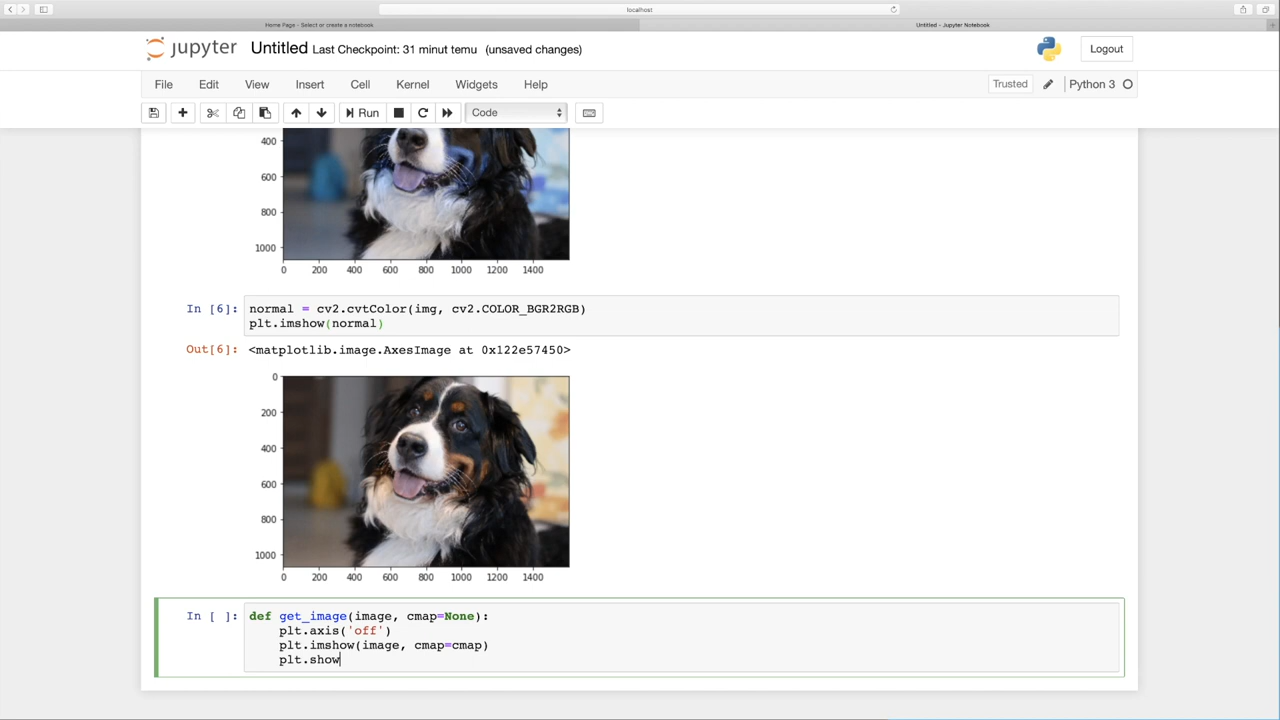 localhost
Home Page - Select or create a notebook
Untitled - Jupyter Notebook
jupyter Untitled Last Checkpoint: 31 minut temu (unsaved changes)
Logout
File Edit View Insert Cell Kernel Widgets Help
Trusted Python 3
Run Code
400
600
800
1000
0 200 400 600 800 1000 1200 1400
In [6]: normal = cv2.cvtColor(img, cv2.COLOR_BGR2RGB)
plt.imshow(normal)
Out[6]: <matplotlib.image.AxesImage at 0x122e57450>
0
200
400
600
800
1000
0 200 400 600 800 1000 1200 1400
In [ ]: def get_image(image, cmap=None):
plt.axis('off')
plt.imshow(image, cmap=cmap)
plt.show